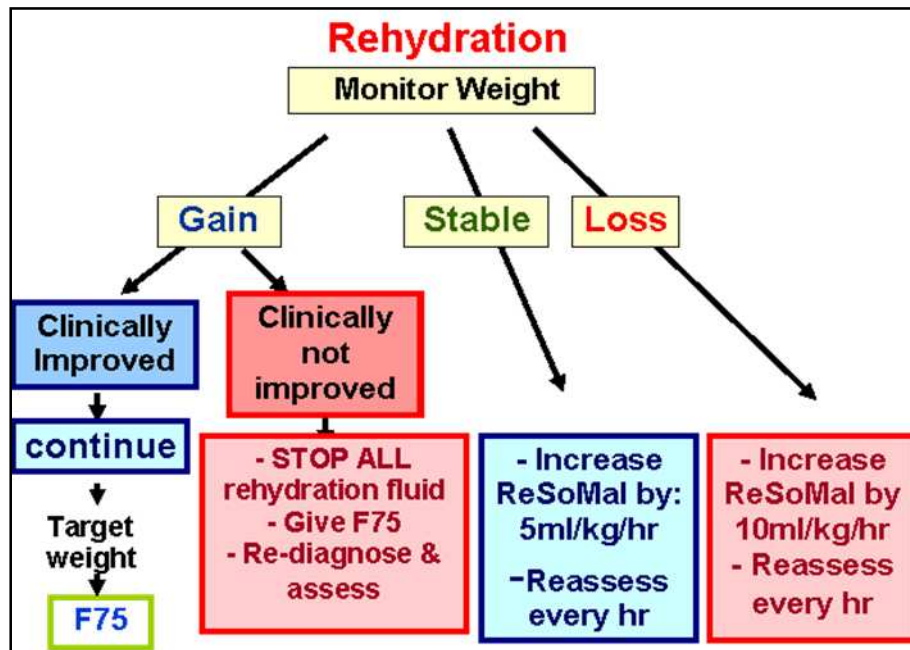 Rehydration
Monitor Weight
Gain
Stable
Loss
Clinically
Improved
Clinically
not
improved
continue
- STOP ALL
rehydration fluid
- Give F75
- Re-diagnose &
assess
- Increase
ReSoMal by:
5ml/kg/hr
-Reassess
every hr
- Increase
ReSoMal by
10ml/kg/hr
- Reassess
every hr
Target
weight
F75